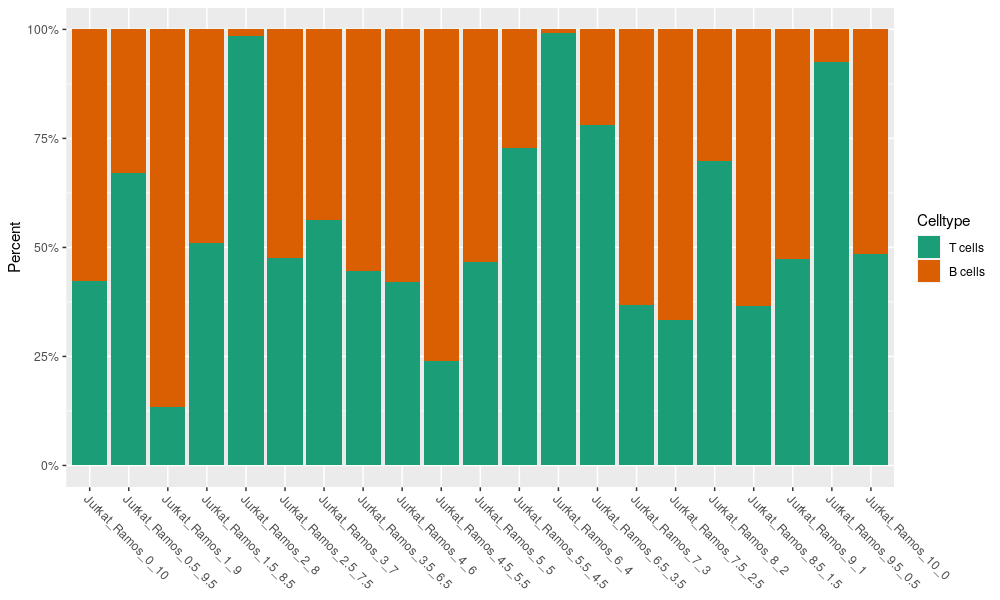 100%
75%
50%
25%
0%
Percent
Jurkat_Ramos_0_10
Jurkat_Ramos_0.5_9.5
Jurkat_Ramos_1_9
Jurkat_Ramos_1.5_8.5
Jurkat_Ramos_2_8
Jurkat_Ramos_2.5_7.5
Jurkat_Ramos_3_7
Jurkat_Ramos_3.5_6.5
Jurkat_Ramos_4_6
Jurkat_Ramos_4.5_5.5
Jurkat_Ramos_5_5
Jurkat_Ramos_5.5_4.5
Jurkat_Ramos_6_4
Jurkat_Ramos_6.5_3.5
Jurkat_Ramos_7_3
Jurkat_Ramos_7.5_2.5
Jurkat_Ramos_8_2
Jurkat_Ramos_8.5_1.5
Jurkat_Ramos_9_1
Jurkat_Ramos_9.5_0.5
Jurkat_Ramos_10_0
Celltype
T cells
B cells